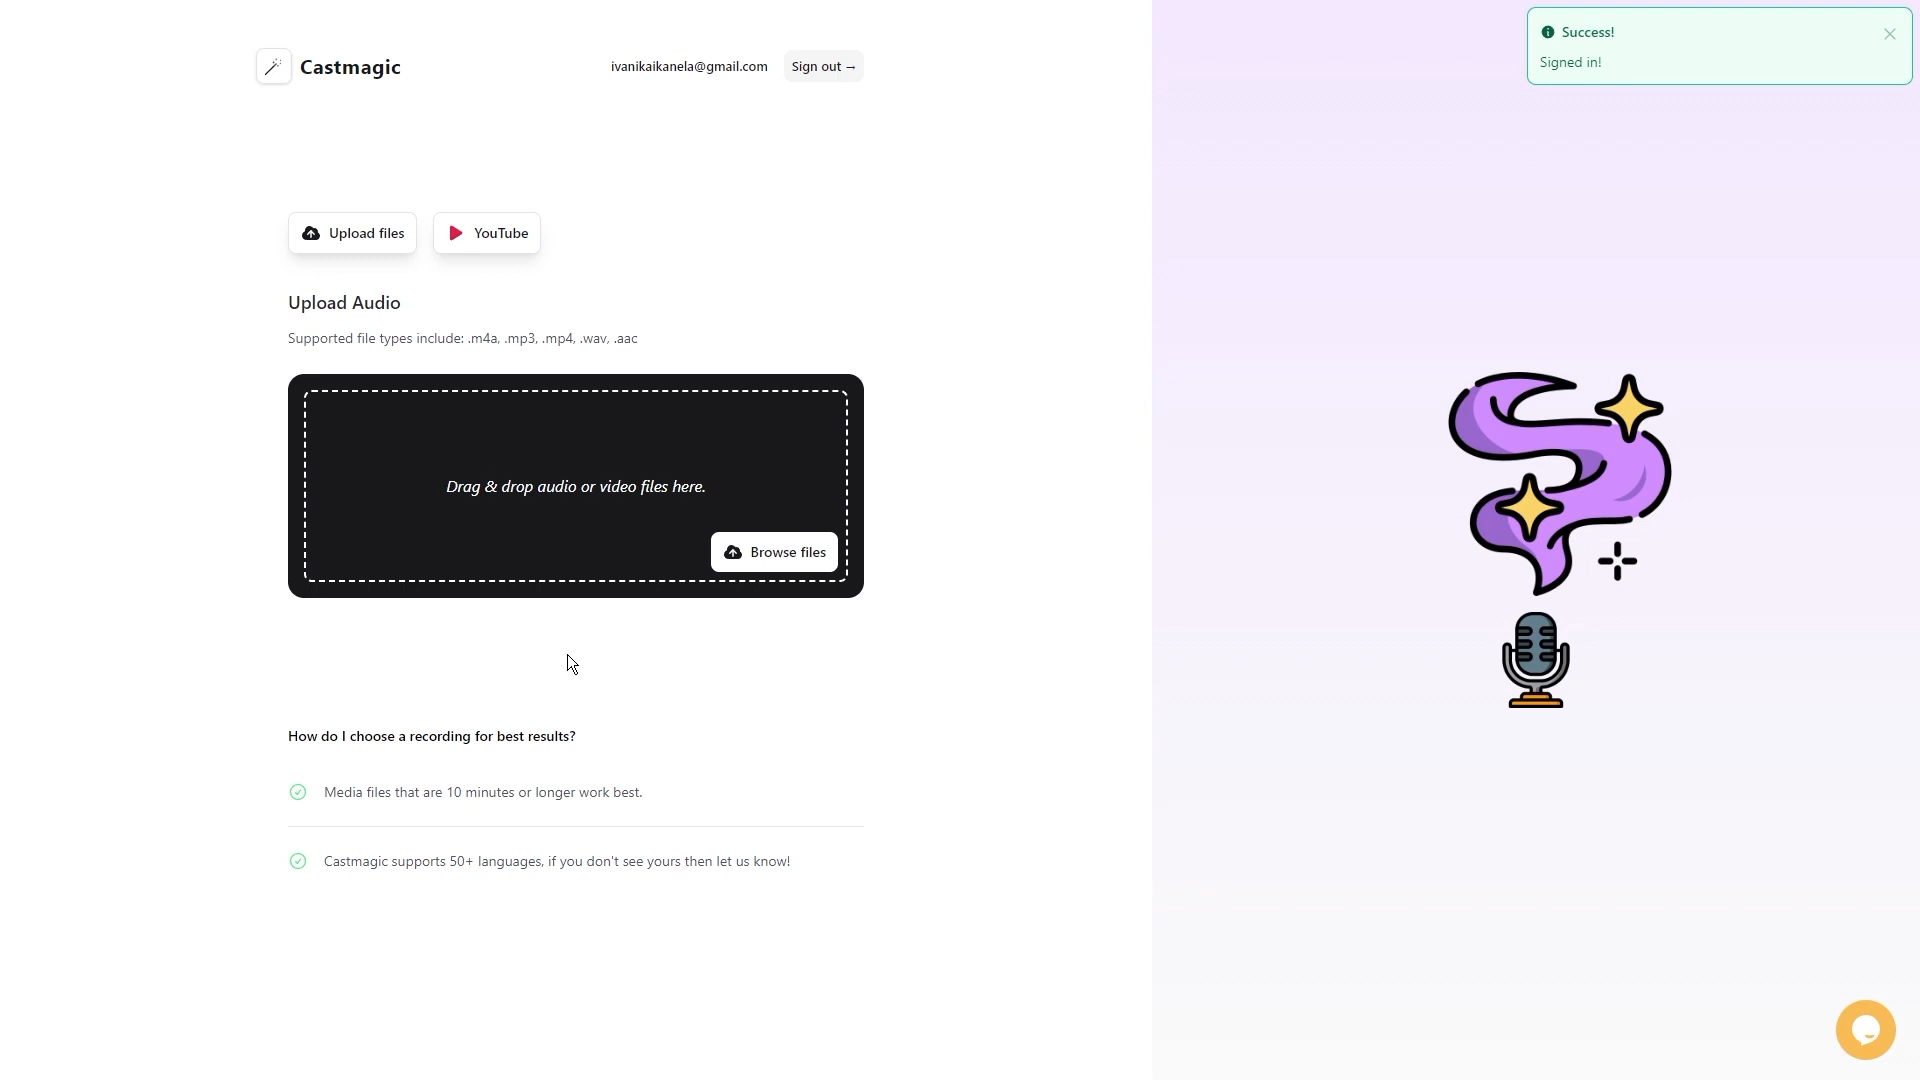 Castmagic
ivanikaikanela@gmail.com
Sign out →
Success!
Signed in!
Upload files
YouTube
Upload Audio
Supported file types include: .m4a, .mp3, .mp4, .wav, .aac
Drag & drop audio or video files here.
Browse files
How do I choose a recording for best results?
Media files that are 10 minutes or longer work best.
Castmagic supports 50+ languages, if you don't see yours then let us know!